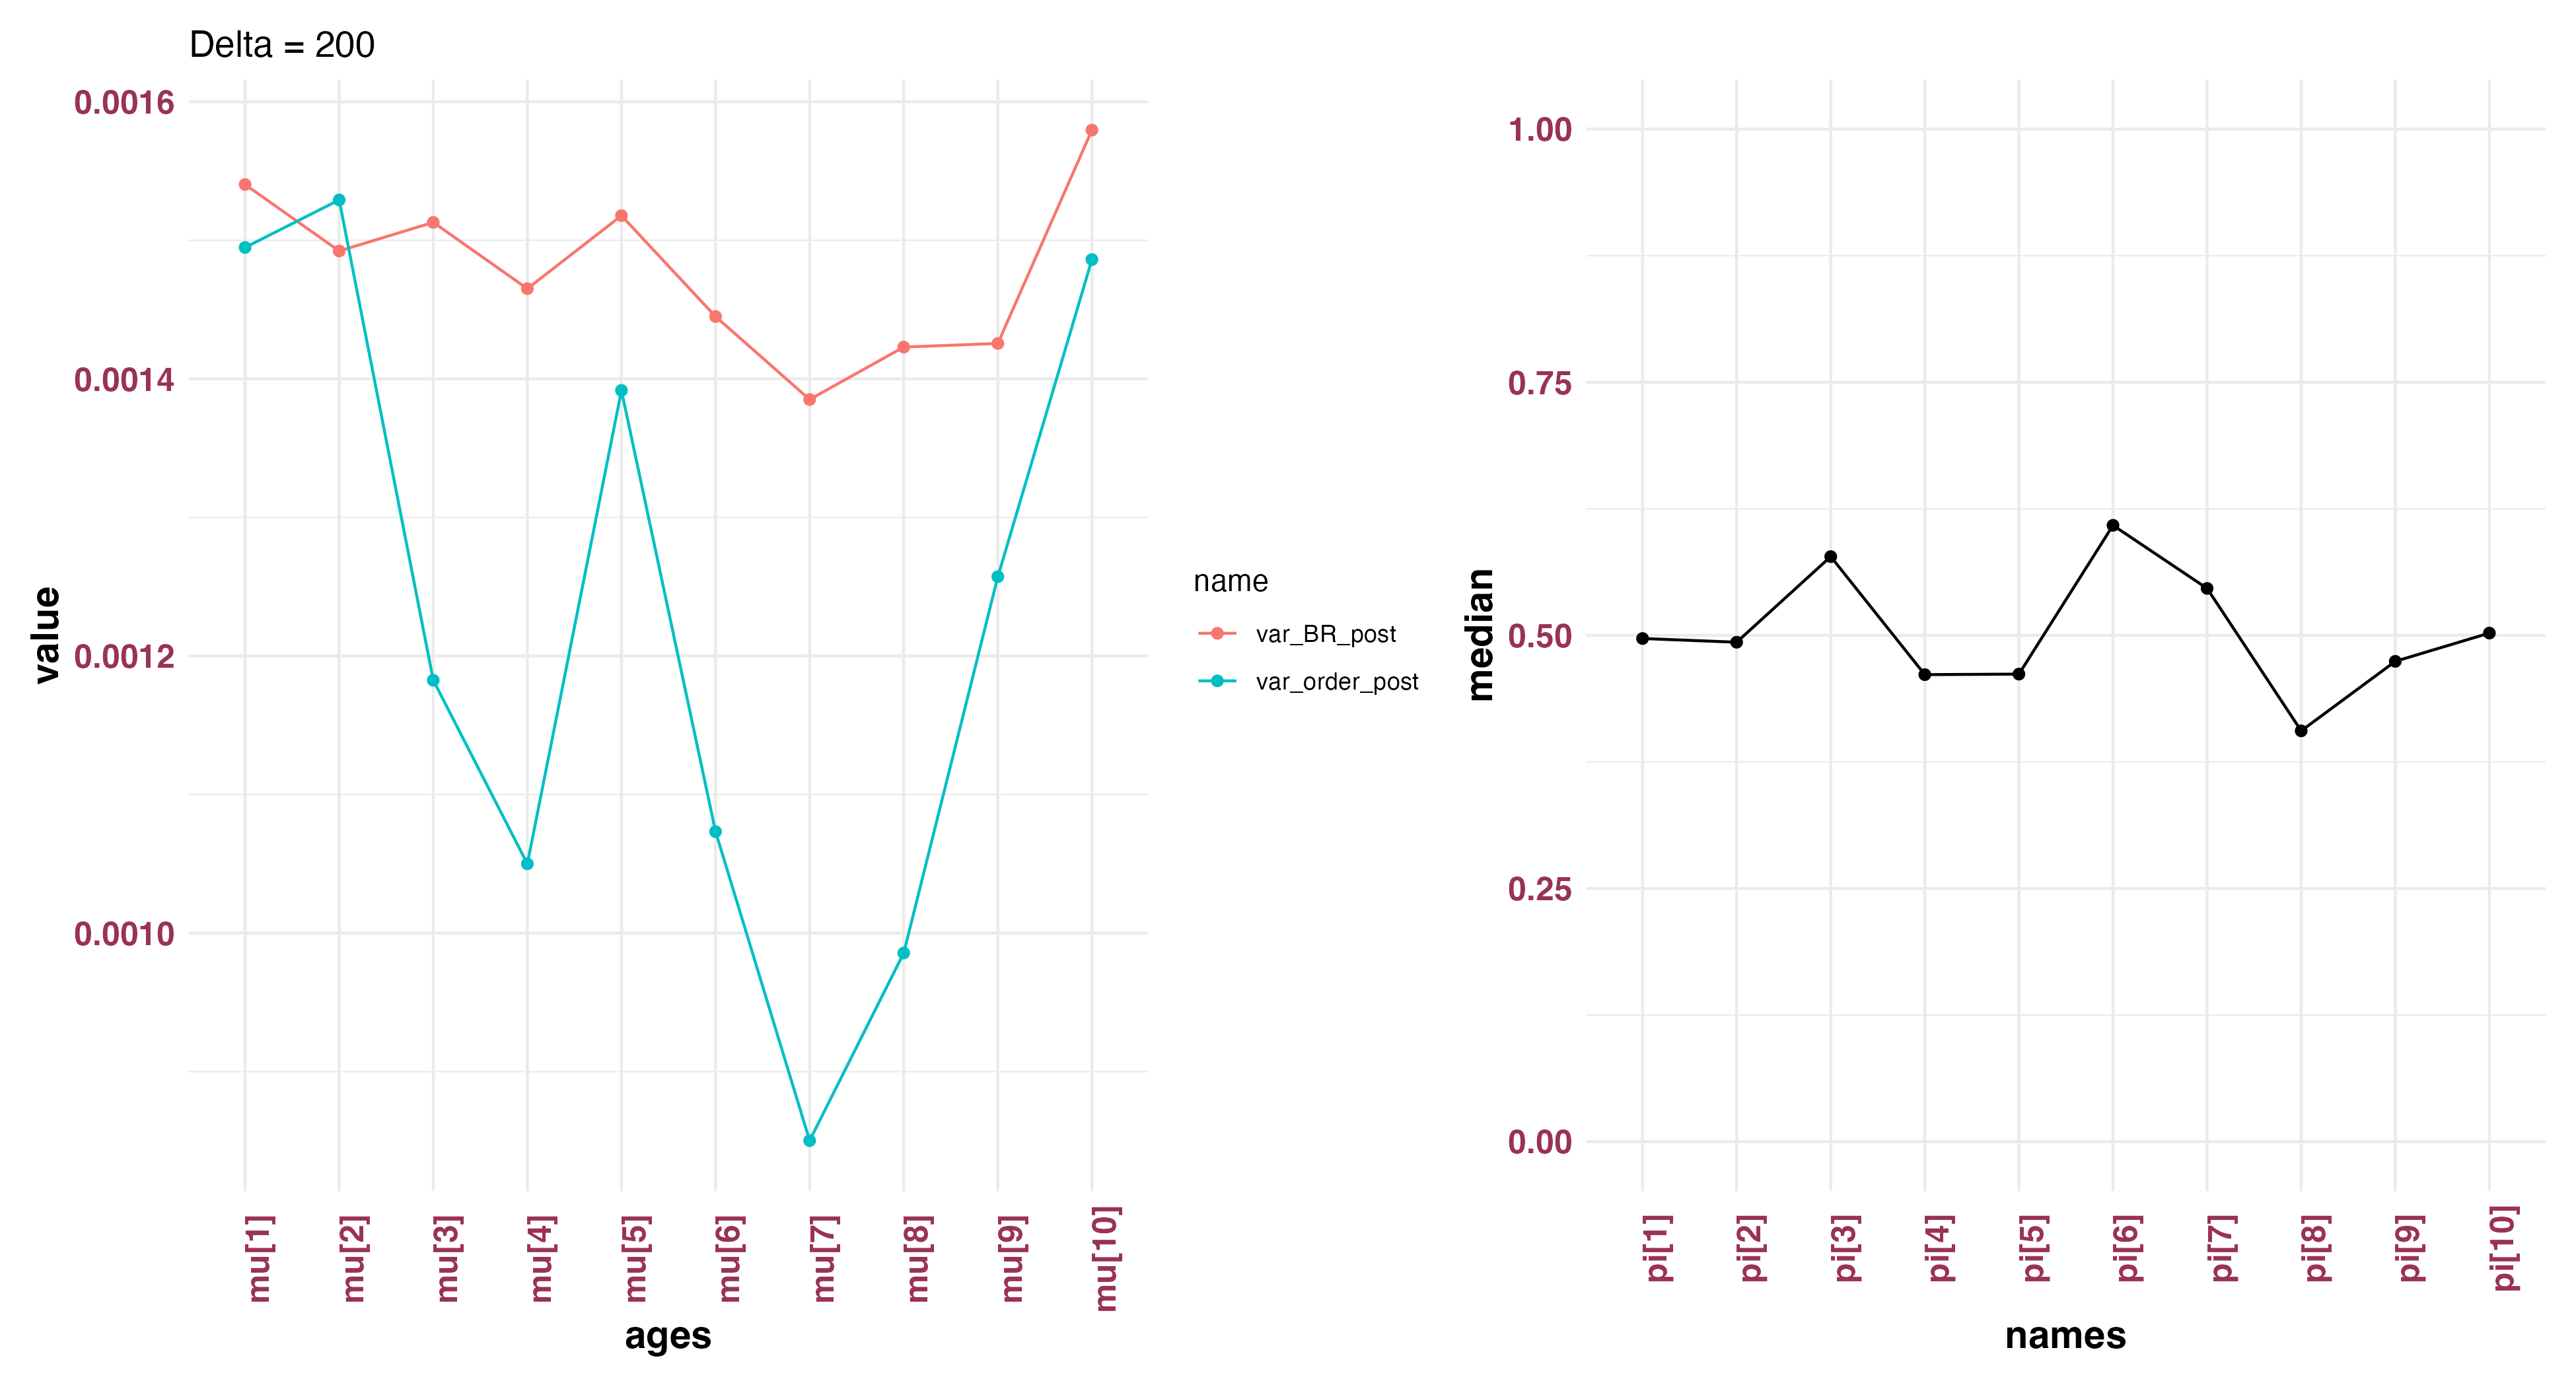 Delta = 200
value
0.0016
0.0014
0.0012
0.0010
mu[1]
mu[2]
mu[3]
mu[4]
mu[5]
mu[6]
mu[7]
mu[8]
mu[9]
mu[10]
ages
name
var_BR_post
var_order_post
median
1.00
0.75
0.50
0.25
0.00
pi[1]
pi[2]
pi[3]
pi[4]
pi[5]
pi[6]
pi[7]
pi[8]
pi[9]
pi[10]
names